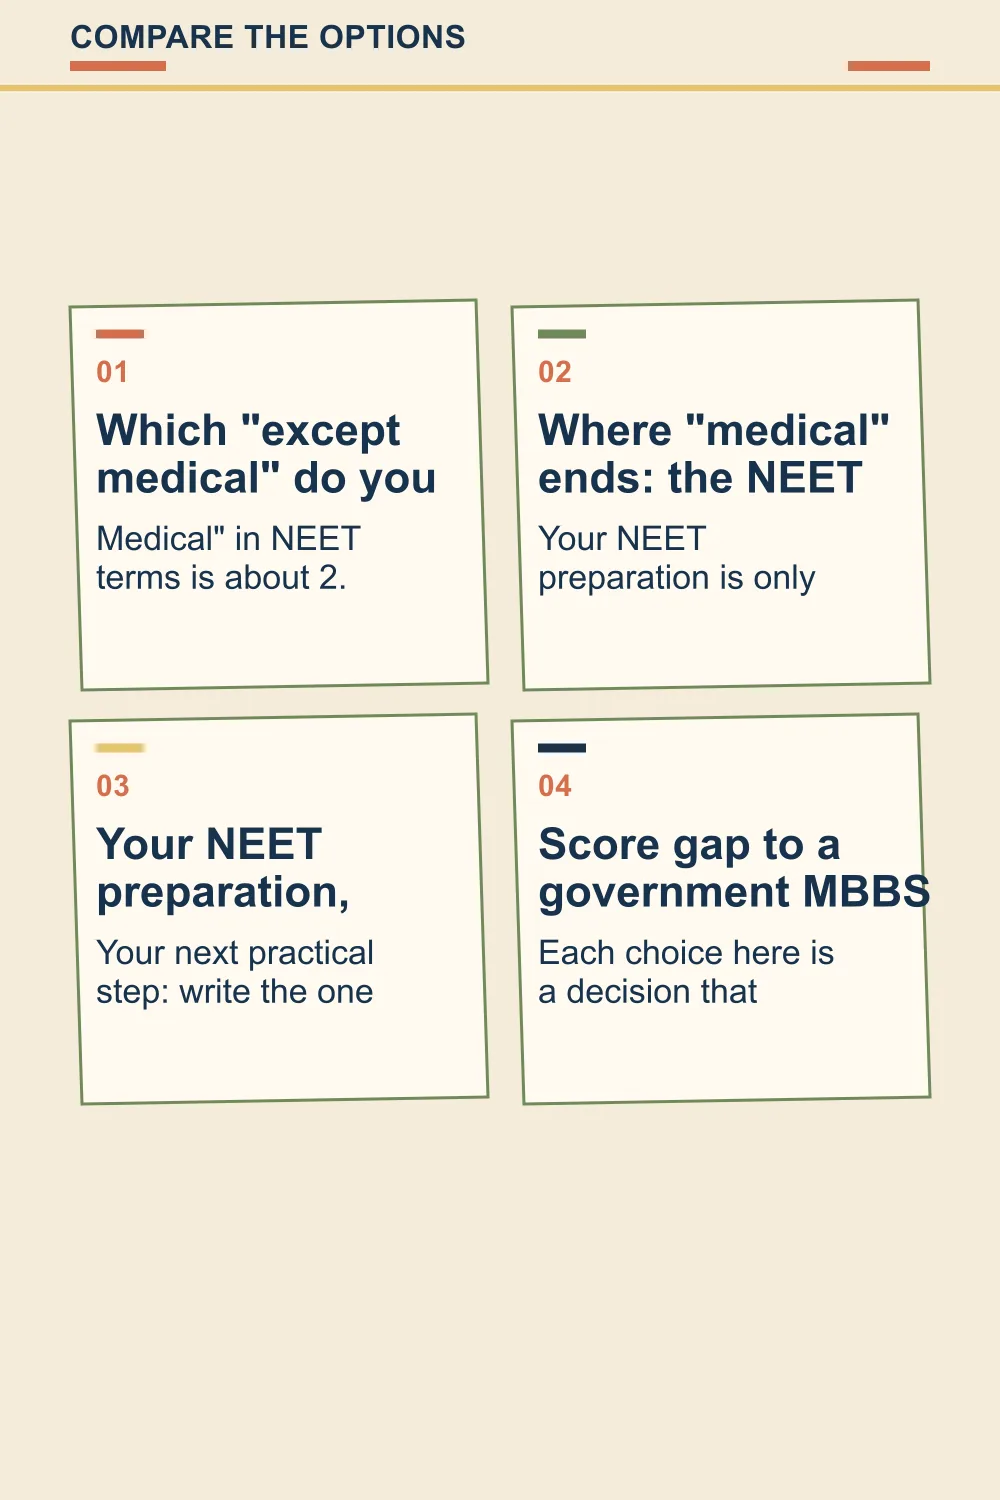 COMPARE THE OPTIONS
01
Which "except
medical" do you
Medical" in NEET
terms is about 2.
02
Where "medical"
ends: the NEET
Your NEET
preparation is only
03
Your NEET
preparation,
Your next practical
step: write the one
04
Score gap to a
government MBBS
Each choice here is
a decision that